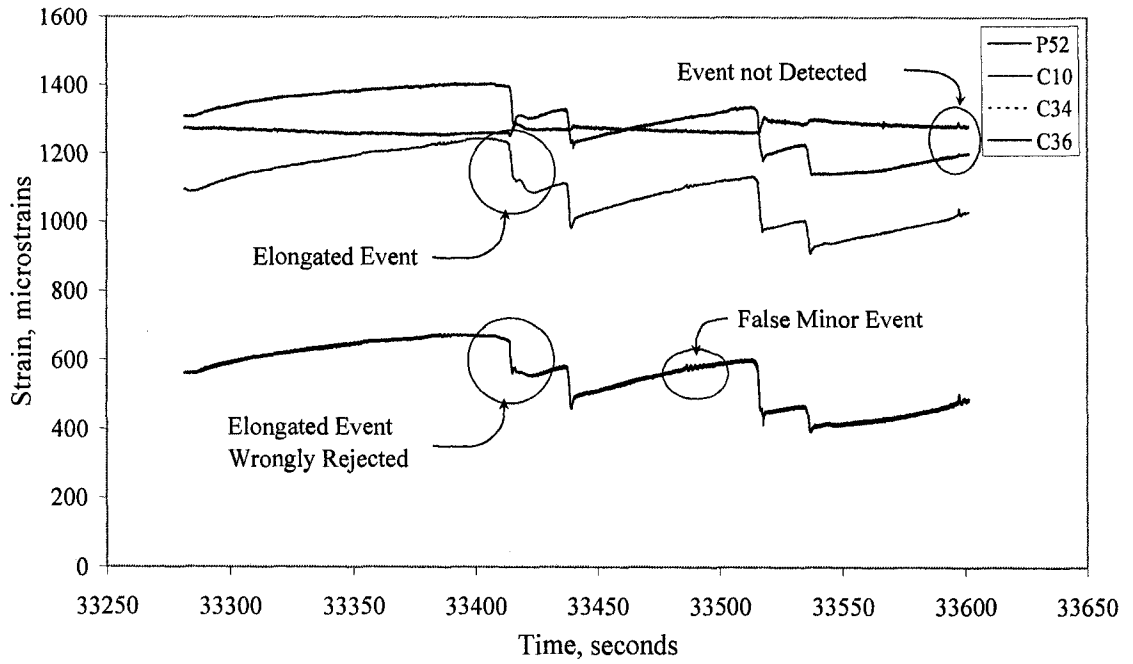 1600
1400
1200
1000
800
600
400
200
0
Strain, microstrains
P52
C10
C34
C36
Event not Detected
Elongated Event
False Minor Event
Elongated Event
Wrongly Rejected
33250
33300
33350
33400
33450
33500
33550
33600
33650
Time, seconds